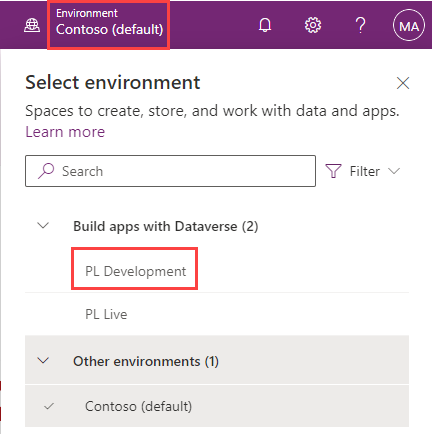 Environment
Contoso (default)
MA
Select environment
Spaces to create, store, and work with data and apps.
Learn more
Search
Filter
Build apps with Dataverse (2)
PL Development
PL Live
Other environments (1)
Contoso (default)